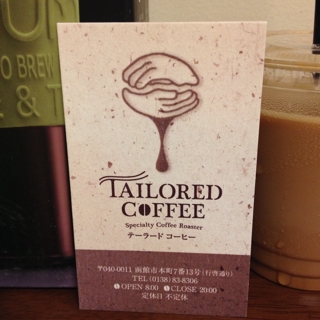 UN
O BREW
E & T
TAILORED
COFFEE
Specialty Coffee Roaster
テーラード コーヒー
〒040-0011 函館市本町7番13号(行啓通り)
TEL (0138) 83-8306
OPEN 8:00 CLOSE 20:00
定休日 不定休